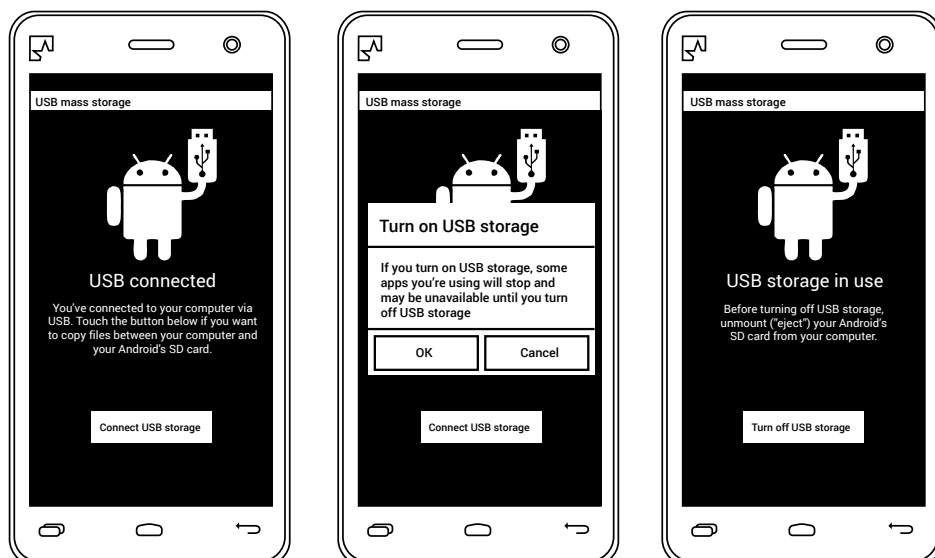 USB mass storage
USB connected
You've connected to your computer via
USB. Touch the button below if you want
to copy files between your computer and
your Android's SD card.
Connect USB storage
USB mass storage
Turn on USB storage
If you turn on USB storage, some
apps you're using will stop and
may be unavailable until you turn
off USB storage
OK
Cancel
Connect USB storage
USB mass storage
USB storage in use
Before turning off USB storage,
unmount ("eject") your Android's
SD card from your computer.
Turn off USB storage